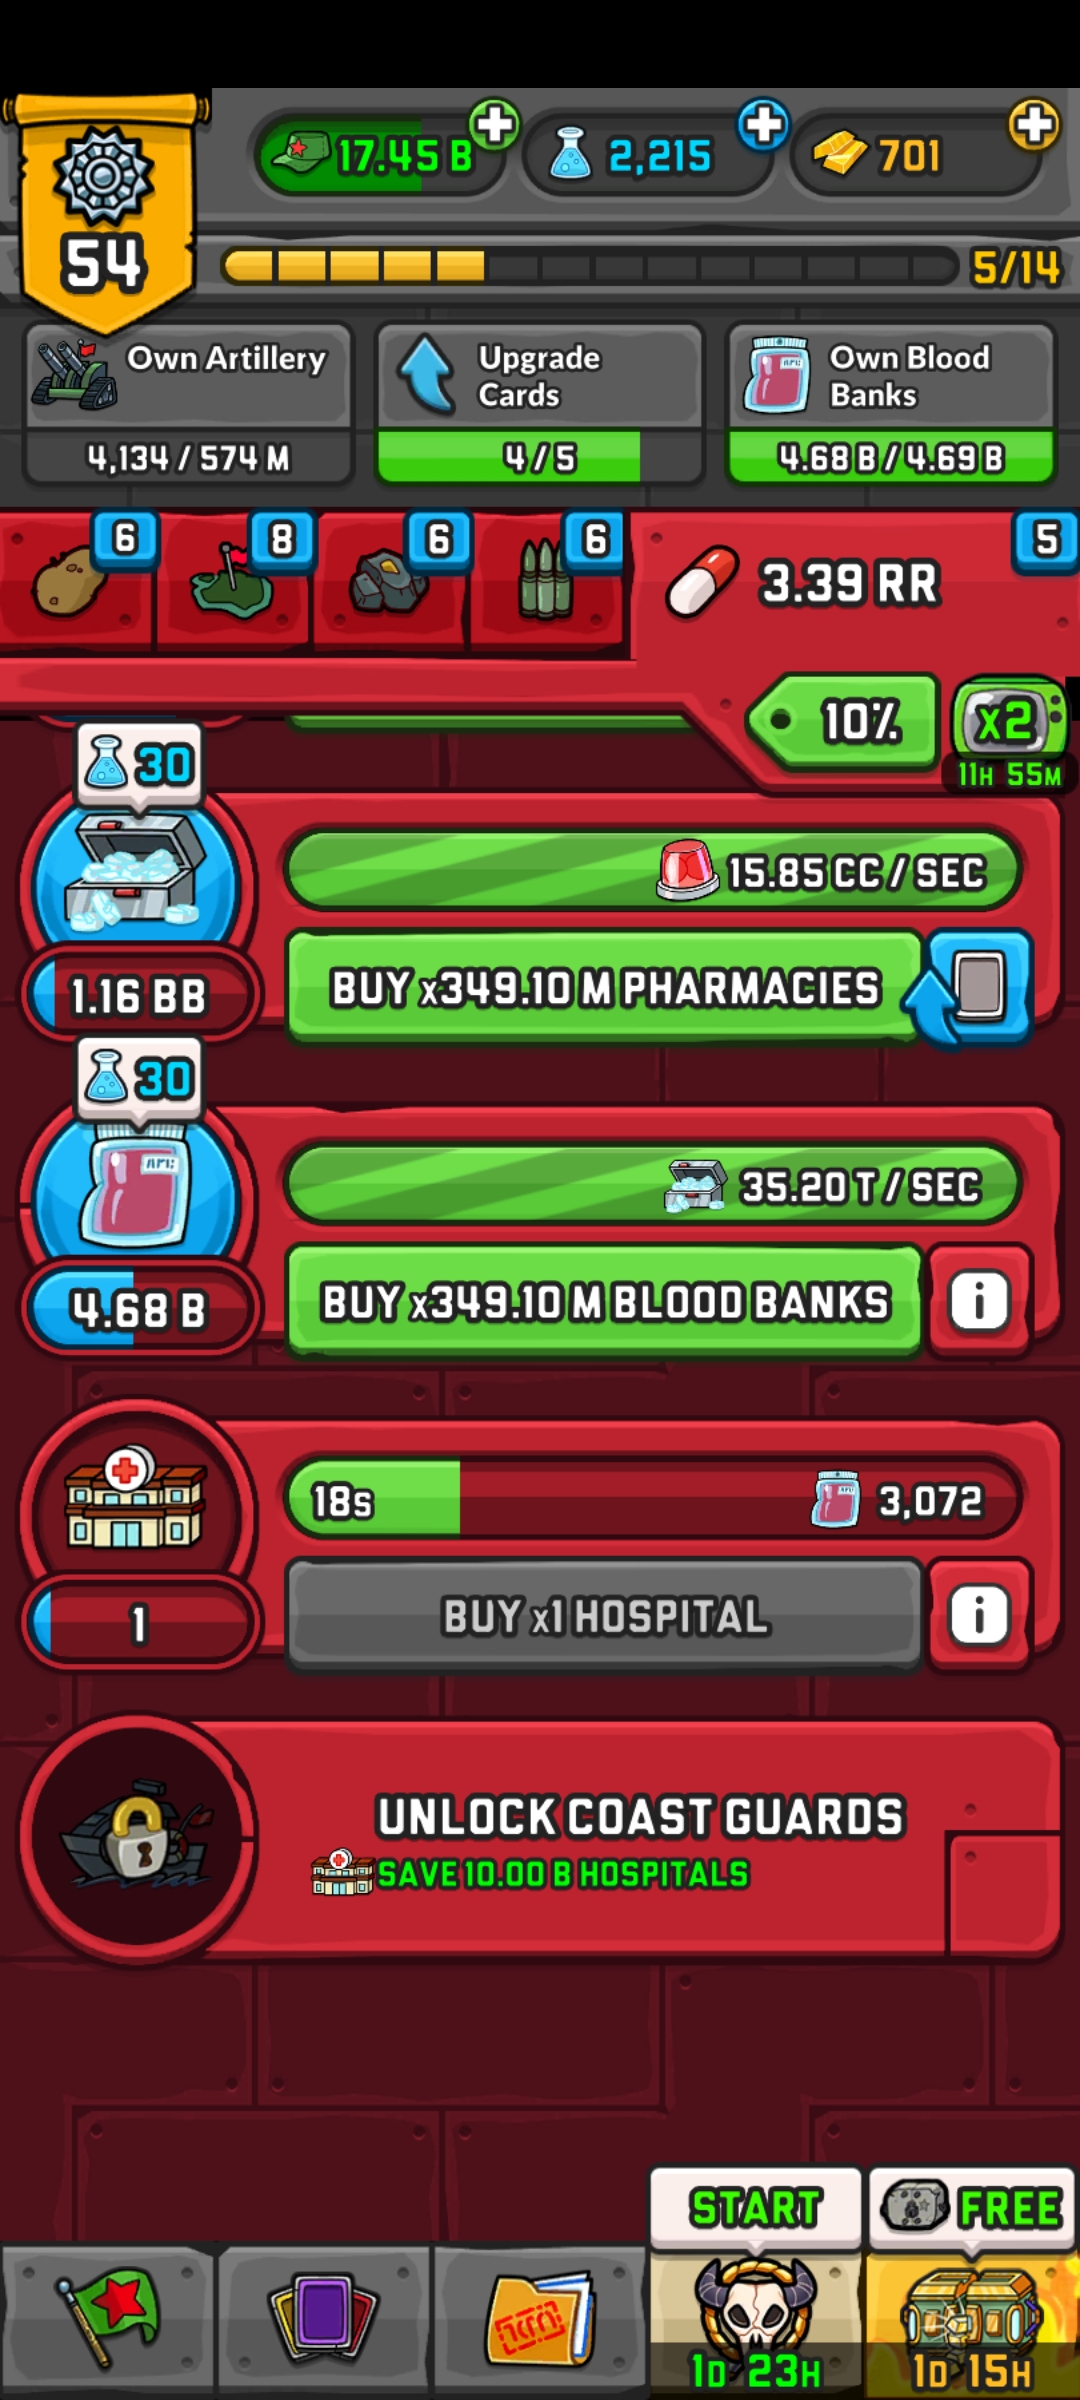 17.45 B
2,215
701
54
5/14
Own Artillery
4,134 / 574 M
Upgrade
Cards
4 / 5
Own Blood
Banks
4.68 B / 4.69 B
6
8
6
6
5
3.39 RR
10%
x2
11H 55M
30
15.85 CC / SEC
1.16 BB
BUY x349.10 M PHARMACIES
30
35.20 T / SEC
4.68 B
BUY x349.10 M BLOOD BANKS
i
18s
3,072
1
BUY x1 HOSPITAL
i
UNLOCK COAST GUARDS
SAVE 10.00 B HOSPITALS
START
FREE
1D 23H
1D 15H